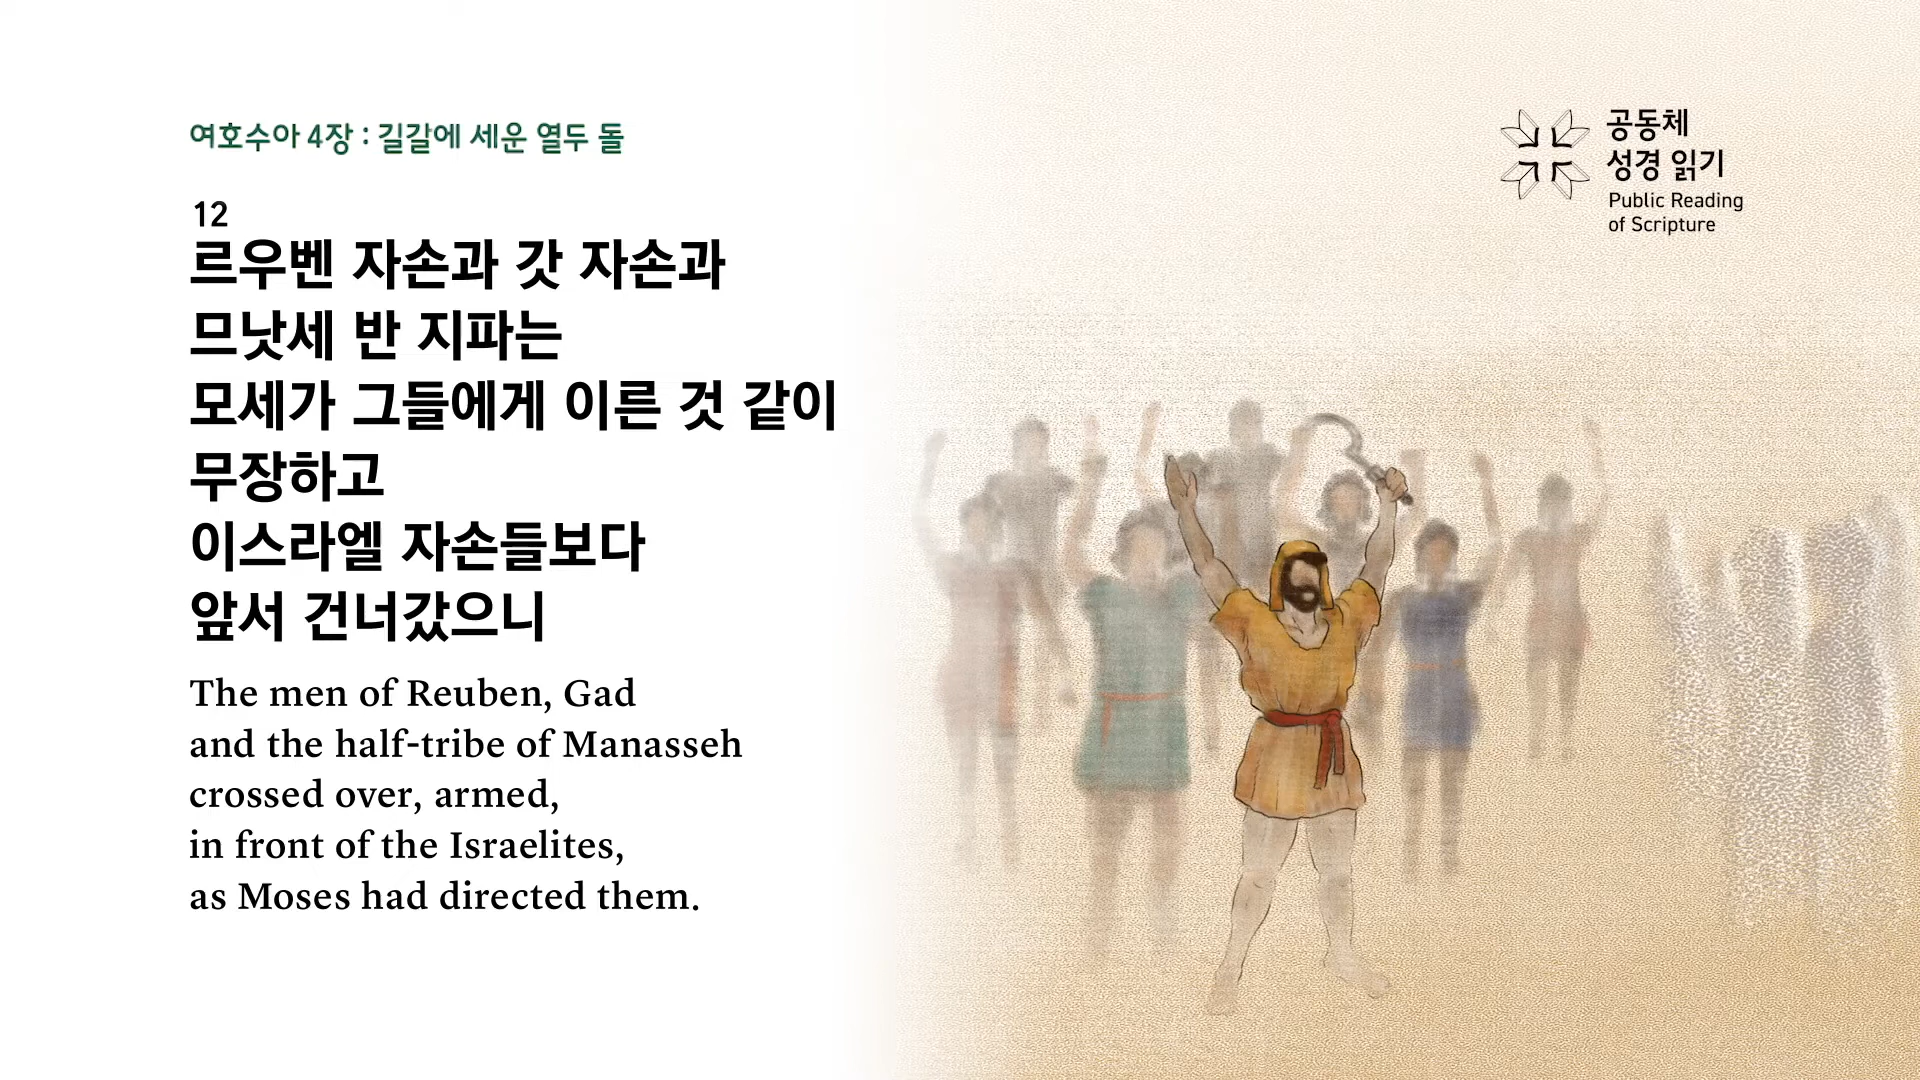 여호수아 4장 : 길갈에 세운 열두 돌
12
르우벤 자손과 갓 자손과
므낫세 반 지파는
모세가 그들에게 이른 것 같이
무장하고
이스라엘 자손들보다
앞서 건너갔으니
The men of Reuben, Gad
and the half-tribe of Manasseh
crossed over, armed,
in front of the Israelites,
as Moses had directed them.
공동체
성경 읽기
Public Reading
of Scripture